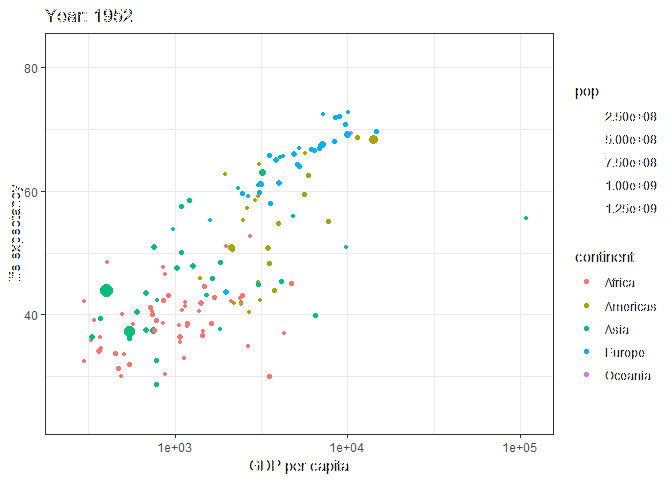 Year: 1952
life expectancy
80
60
40
1e+03
1e+04
1e+05
GDP per capita
pop
2.50e+08
5.00e+08
7.50e+08
1.00e+09
1.25e+09
continent
Africa
Americas
Asia
Europe
Oceania